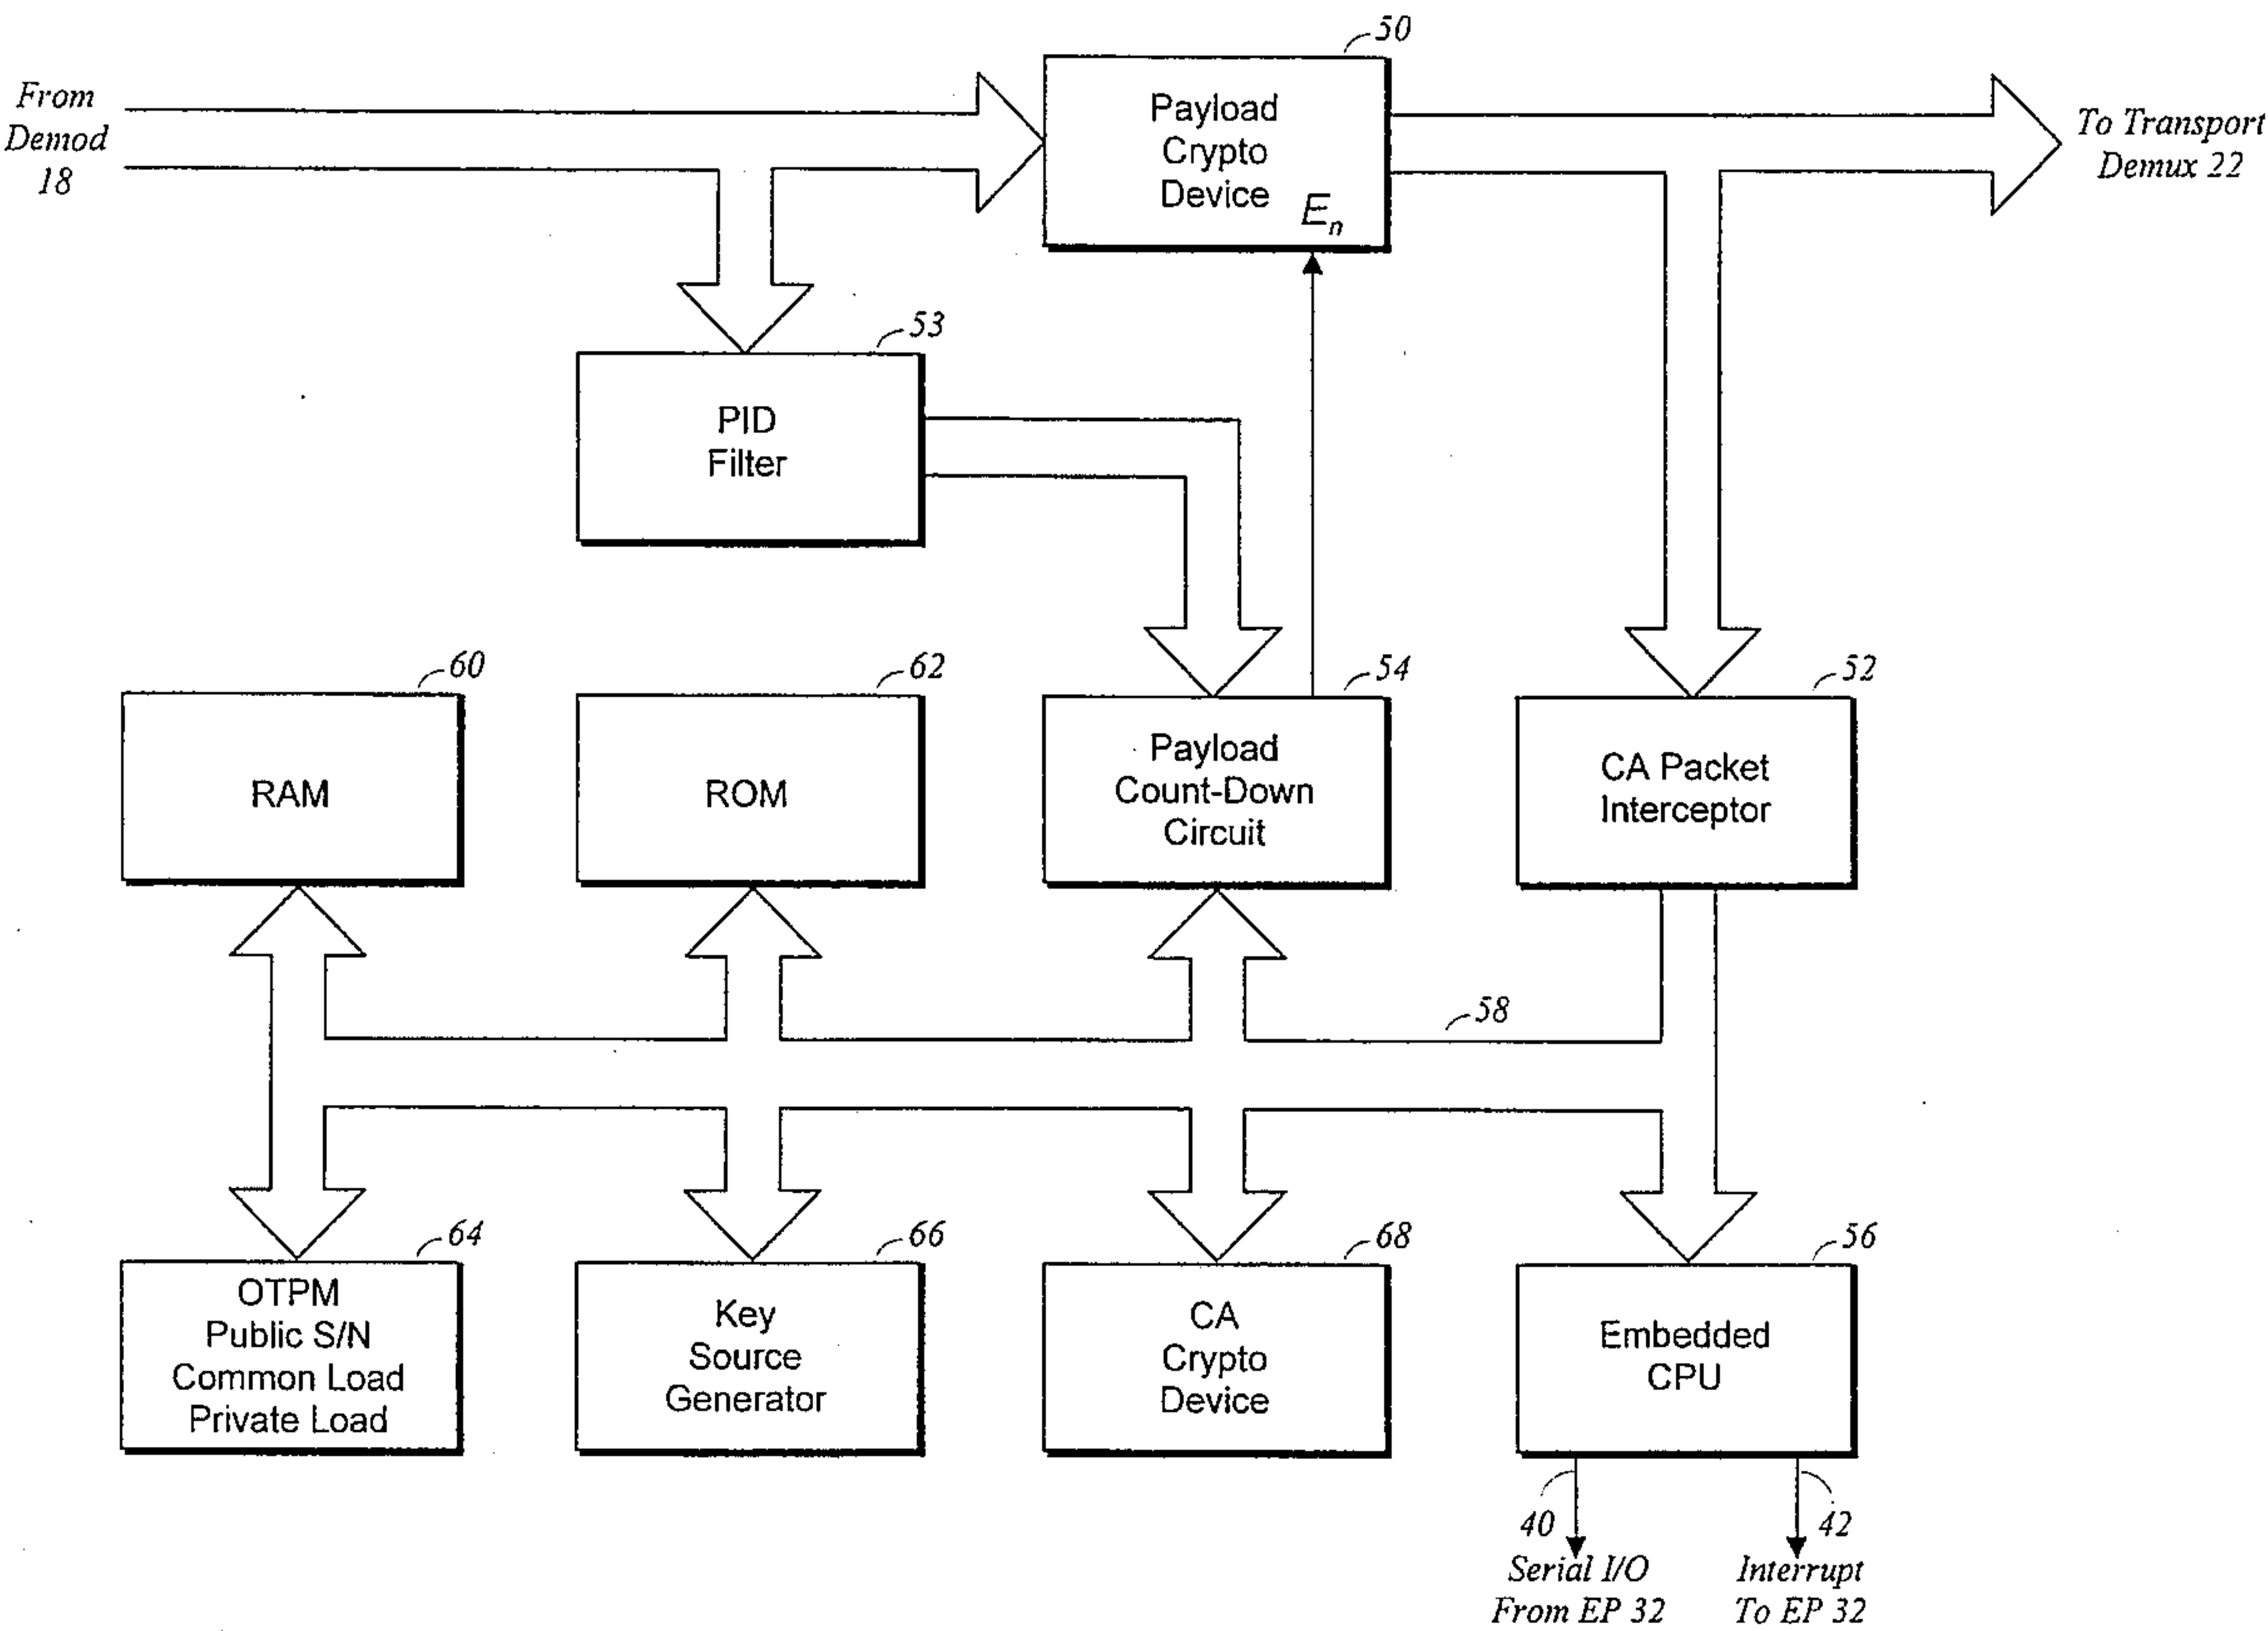 50
From
Demod
18
Payload
Crypto
Device
En
To Transport
Demux 22
53
PID
Filter
60
RAM
62
ROM
54
Payload
Count-Down
Circuit
52
CA Packet
Interceptor
58
64
OTPM
Public S/N
Common Load
Private Load
66
Key
Source
Generator
68
CA
Crypto
Device
56
Embedded
CPU
40
Serial I/O
From EP 32
42
Interrupt
To EP 32